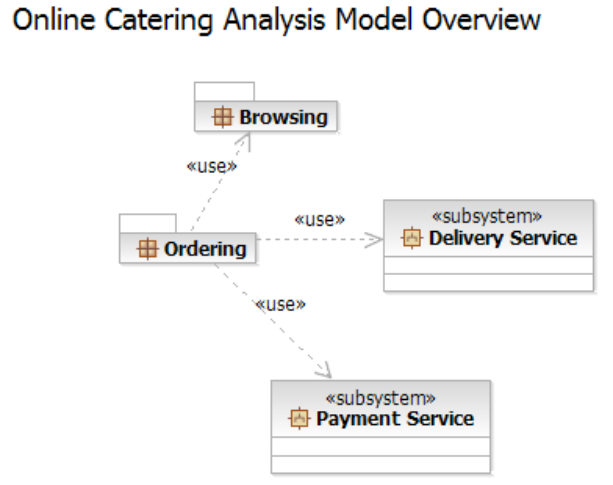 Online Catering Analysis Model Overview
Browsing
«use»
«use»
«subsystem»
Delivery Service
Ordering
«use»
«subsystem»
Payment Service